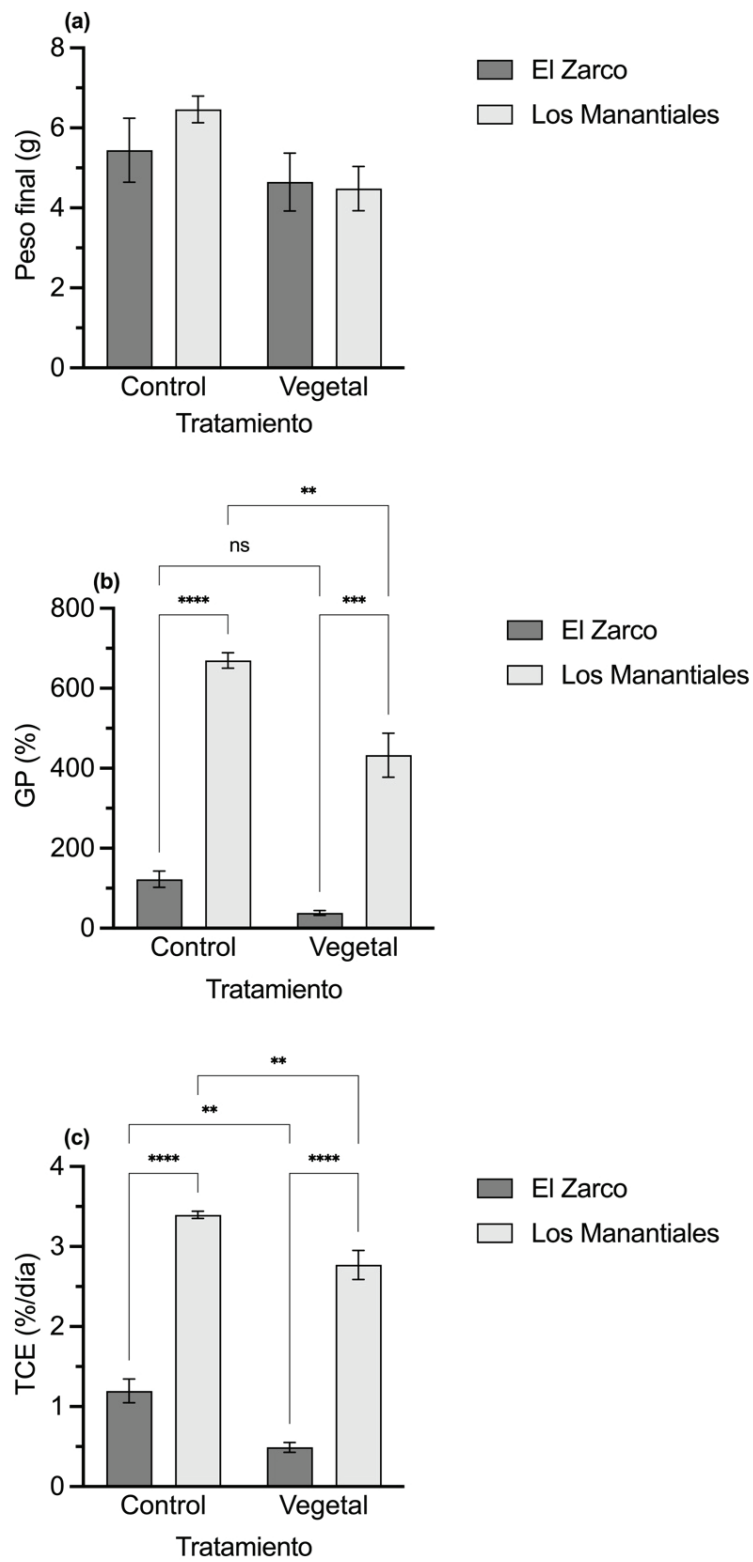 (a)
Peso final (g)
8
6
4
2
0
Control Vegetal
Tratamiento
El Zarco
Los Manantiales
(b)
**
ns
**** ***
GP (%)
800
600
400
200
0
Control Vegetal
Tratamiento
El Zarco
Los Manantiales
(c)
**
**
**** ****
TCE (%/día)
4
3
2
1
0
Control Vegetal
Tratamiento
El Zarco
Los Manantiales